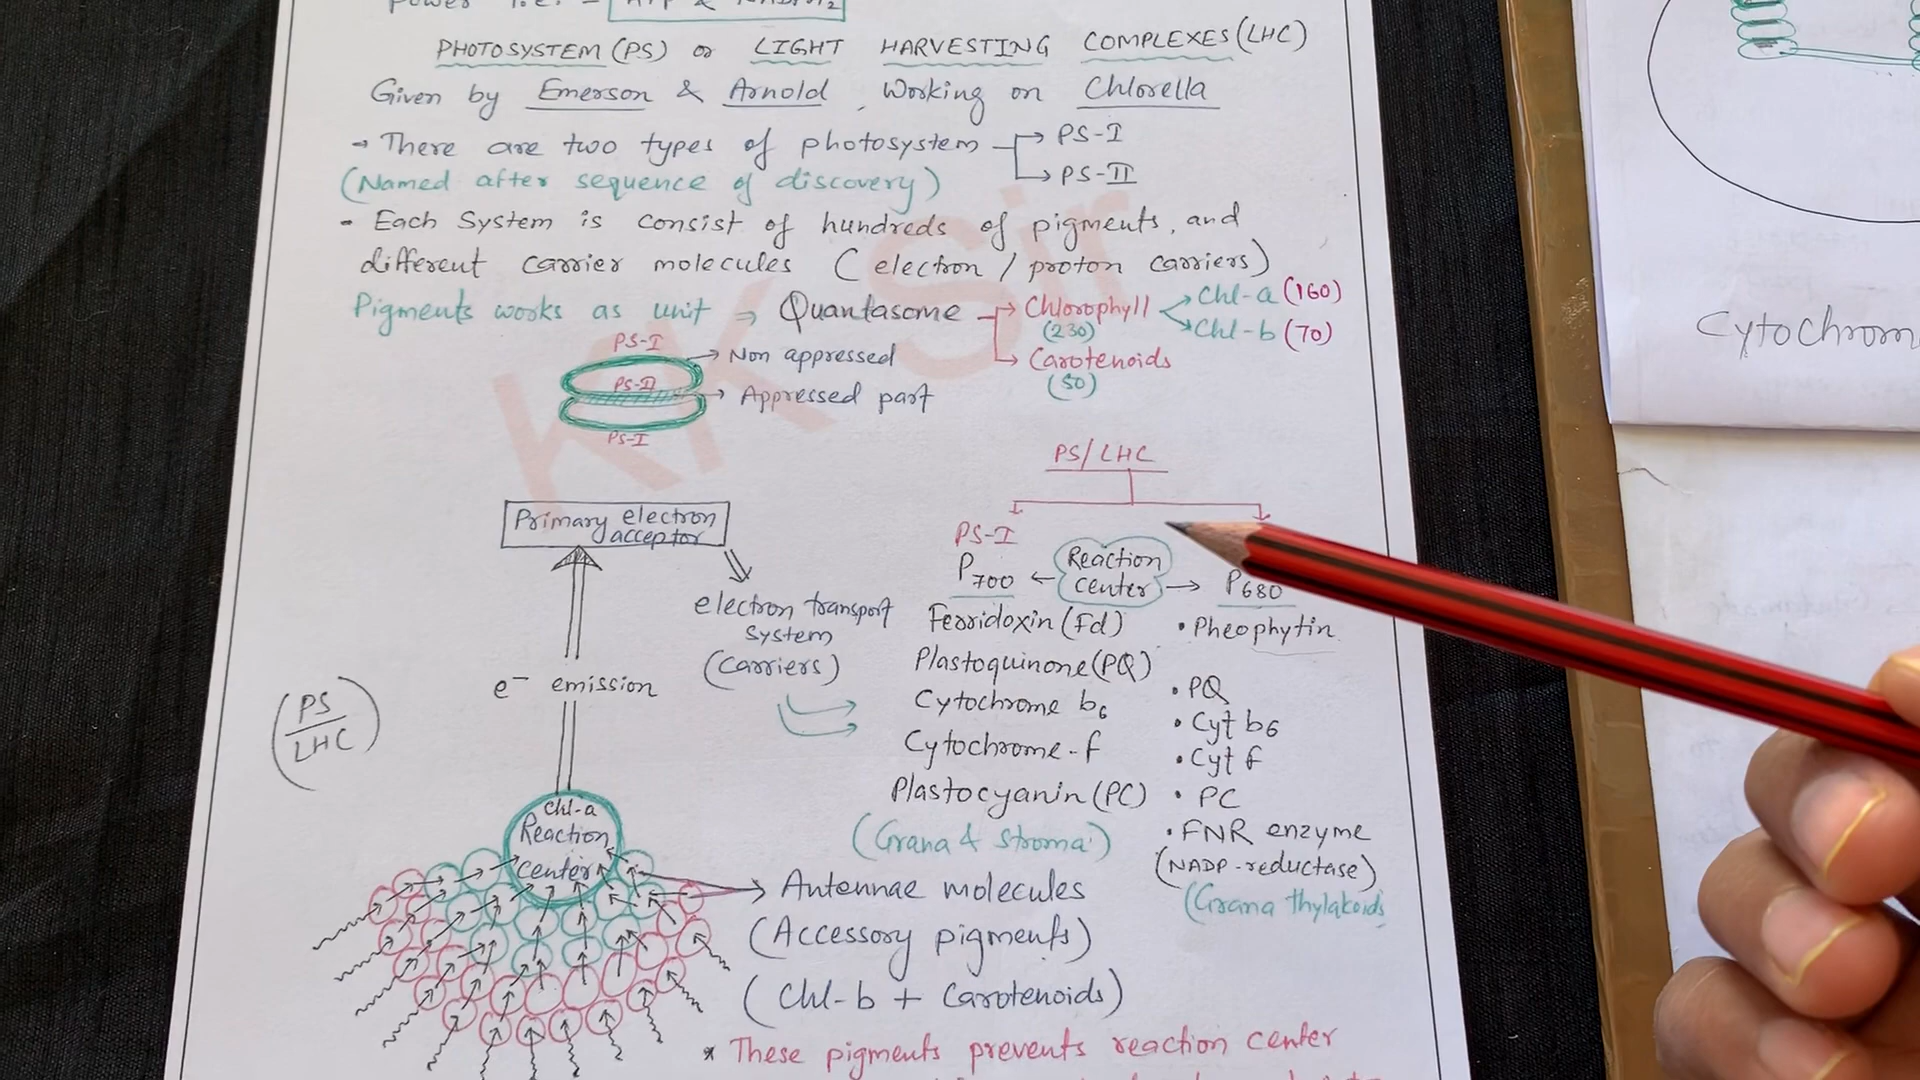 PHOTOSYSTEM (PS) or LIGHT HARVESTING COMPLEXES (LHC)
Given by Emerson & Arnold, Working on Chlorella
→ There are two types of photosystem → PS-I
→ PS-II
(Named after sequence of discovery)
- Each System is consist of hundreds of pigments, and
different carrier molecules (electron / proton carriers)
Pigments works as unit ⇒ Quantasome → Chlorophyll → Chl-a (160)
(230) → Chl-b (70)
→ Carotenoids
(50)
PS-I
→ Non appressed
PS-II
→ Appressed part
PS-I
KK Sir
PS/LHC
Primary electron
acceptor
PS-I
P700 ← Reaction center → P680
electron transport
system
(carriers)
Ferridoxin (Fd)
Plastoquinone (PQ)
Cytochrome b6
Cytochrome-f
Plastocyanin (PC)
(Grana & Stroma)
• Pheophytin
• PQ
• Cyt b6
• Cyt f
• PC
• FNR enzyme
(NADP-reductase)
(Grana thylakoids
e⁻ emission
(PS/LHC)
Chl-a
Reaction
center
→ Antennae molecules
(Accessory pigments)
(Chl-b + Carotenoids)
* These pigments prevents reaction center
Cytochrom